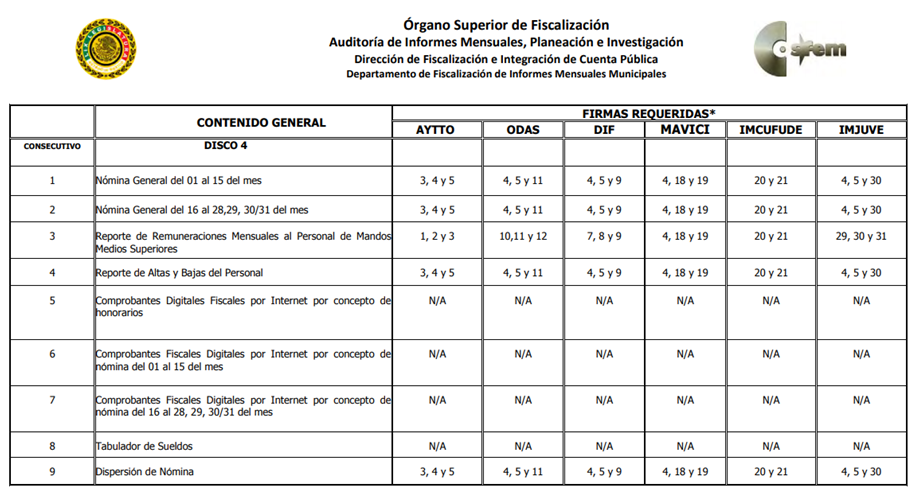 Órgano Superior de Fiscalización
Auditoría de Informes Mensuales, Planeación e Investigación
Dirección de Fiscalización e Integración de Cuenta Pública
Departamento de Fiscalización de Informes Mensuales Municipales
osfem
CONTENIDO GENERAL FIRMAS REQUERIDAS*
AYTTO ODAS DIF MAVICI IMCUFUDE IMJUVE
CONSECUTIVO DISCO 4
1 Nómina General del 01 al 15 del mes 3, 4 y 5 4, 5 y 11 4, 5 y 9 4, 18 y 19 20 y 21 4, 5 y 30
2 Nómina General del 16 al 28,29, 30/31 del mes 3, 4 y 5 4, 5 y 11 4, 5 y 9 4, 18 y 19 20 y 21 4, 5 y 30
3 Reporte de Remuneraciones Mensuales al Personal de Mandos 1, 2 y 3 10,11 y 12 7, 8 y 9 4, 18 y 19 20 y 21 29, 30 y 31
Medios Superiores
4 Reporte de Altas y Bajas del Personal 3, 4 y 5 4, 5 y 11 4, 5 y 9 4, 18 y 19 20 y 21 4, 5 y 30
5 Comprobantes Digitales Fiscales por Internet por concepto de N/A N/A N/A N/A N/A N/A
honorarios
6 Comprobantes Fiscales Digitales por Internet por concepto de N/A N/A N/A N/A N/A N/A
nómina del 01 al 15 del mes
7 Comprobantes Fiscales Digitales por Internet por concepto de N/A N/A N/A N/A N/A N/A
nómina del 16 al 28, 29, 30/31 del mes
8 Tabulador de Sueldos N/A N/A N/A N/A N/A N/A
9 Dispersión de Nómina 3, 4 y 5 4, 5 y 11 4, 5 y 9 4, 18 y 19 20 y 21 4, 5 y 30